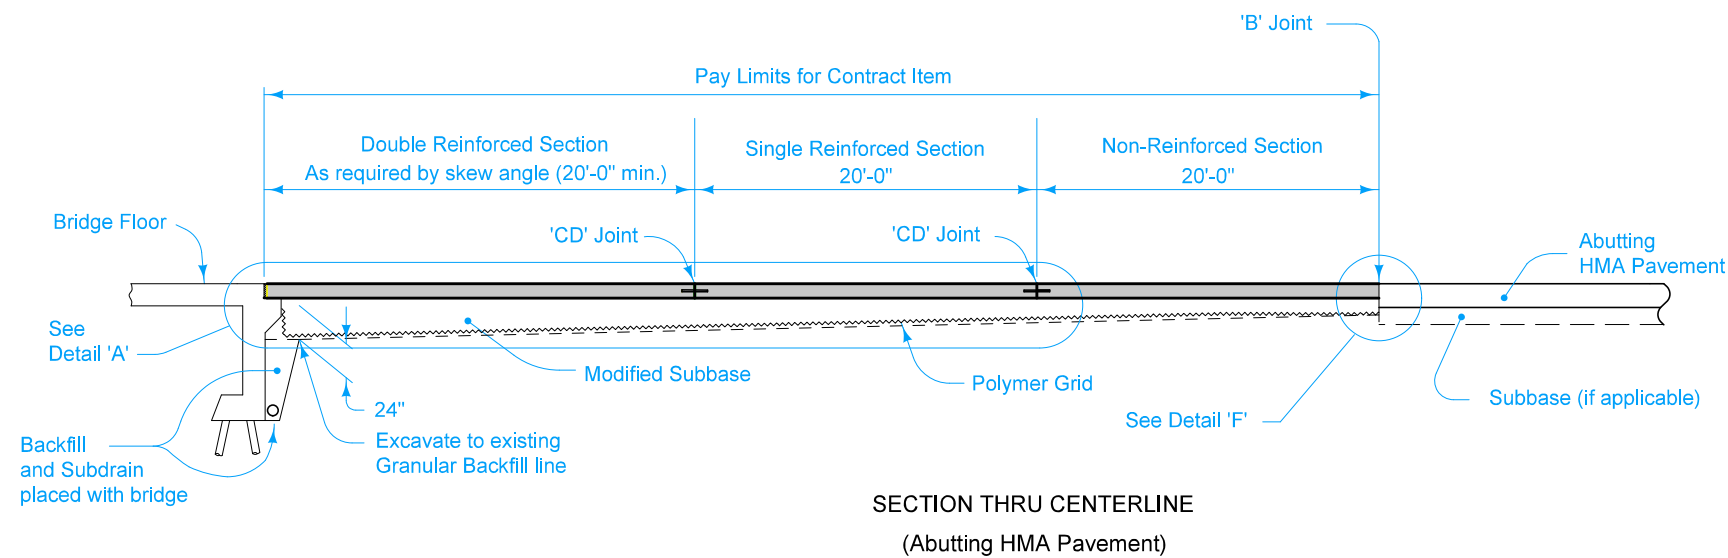 'B' Joint
Pay Limits for Contract Item
Double Reinforced Section
As required by skew angle (20'-0" min.)
Single Reinforced Section
20'-0"
Non-Reinforced Section
20'-0"
Bridge Floor
'CD' Joint
'CD' Joint
Abutting
HMA Pavement
See
Detail 'A'
Modified Subbase
Polymer Grid
Subbase (if applicable)
24"
See Detail 'F'
Backfill
and Subdrain
placed with bridge
Excavate to existing
Granular Backfill line
SECTION THRU CENTERLINE
(Abutting HMA Pavement)